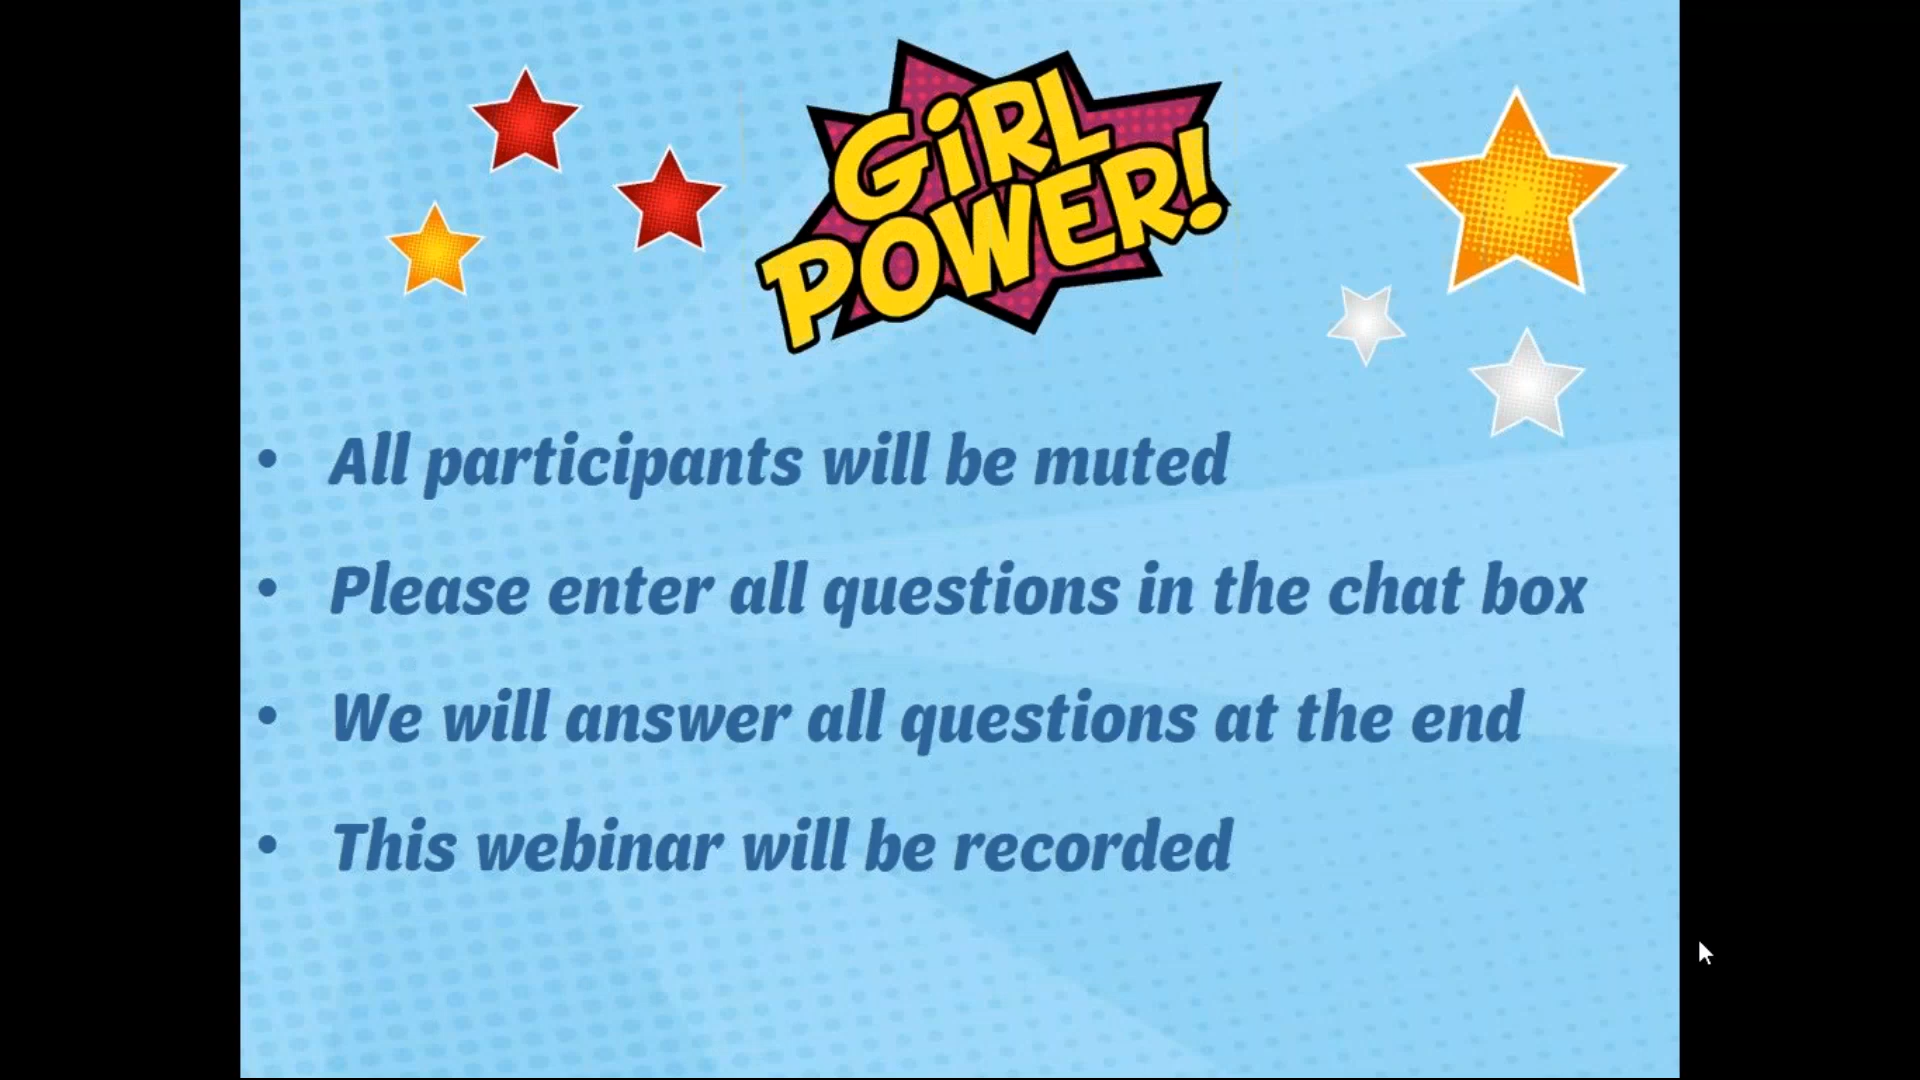 GiRL
POWER!
• All participants will be muted
• Please enter all questions in the chat box
• We will answer all questions at the end
• This webinar will be recorded